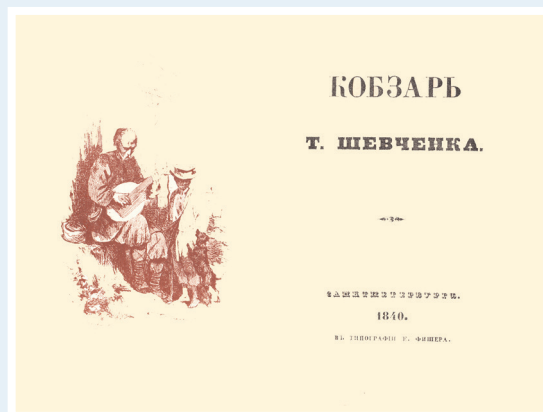 КОБЗАРЬ
Т. ШЕВЧЕНКА.
САНКТПЕТЕРБУРГЪ.
1840.
ВЪ ТИПОГРАФІИ Е. ФИШЕРА.